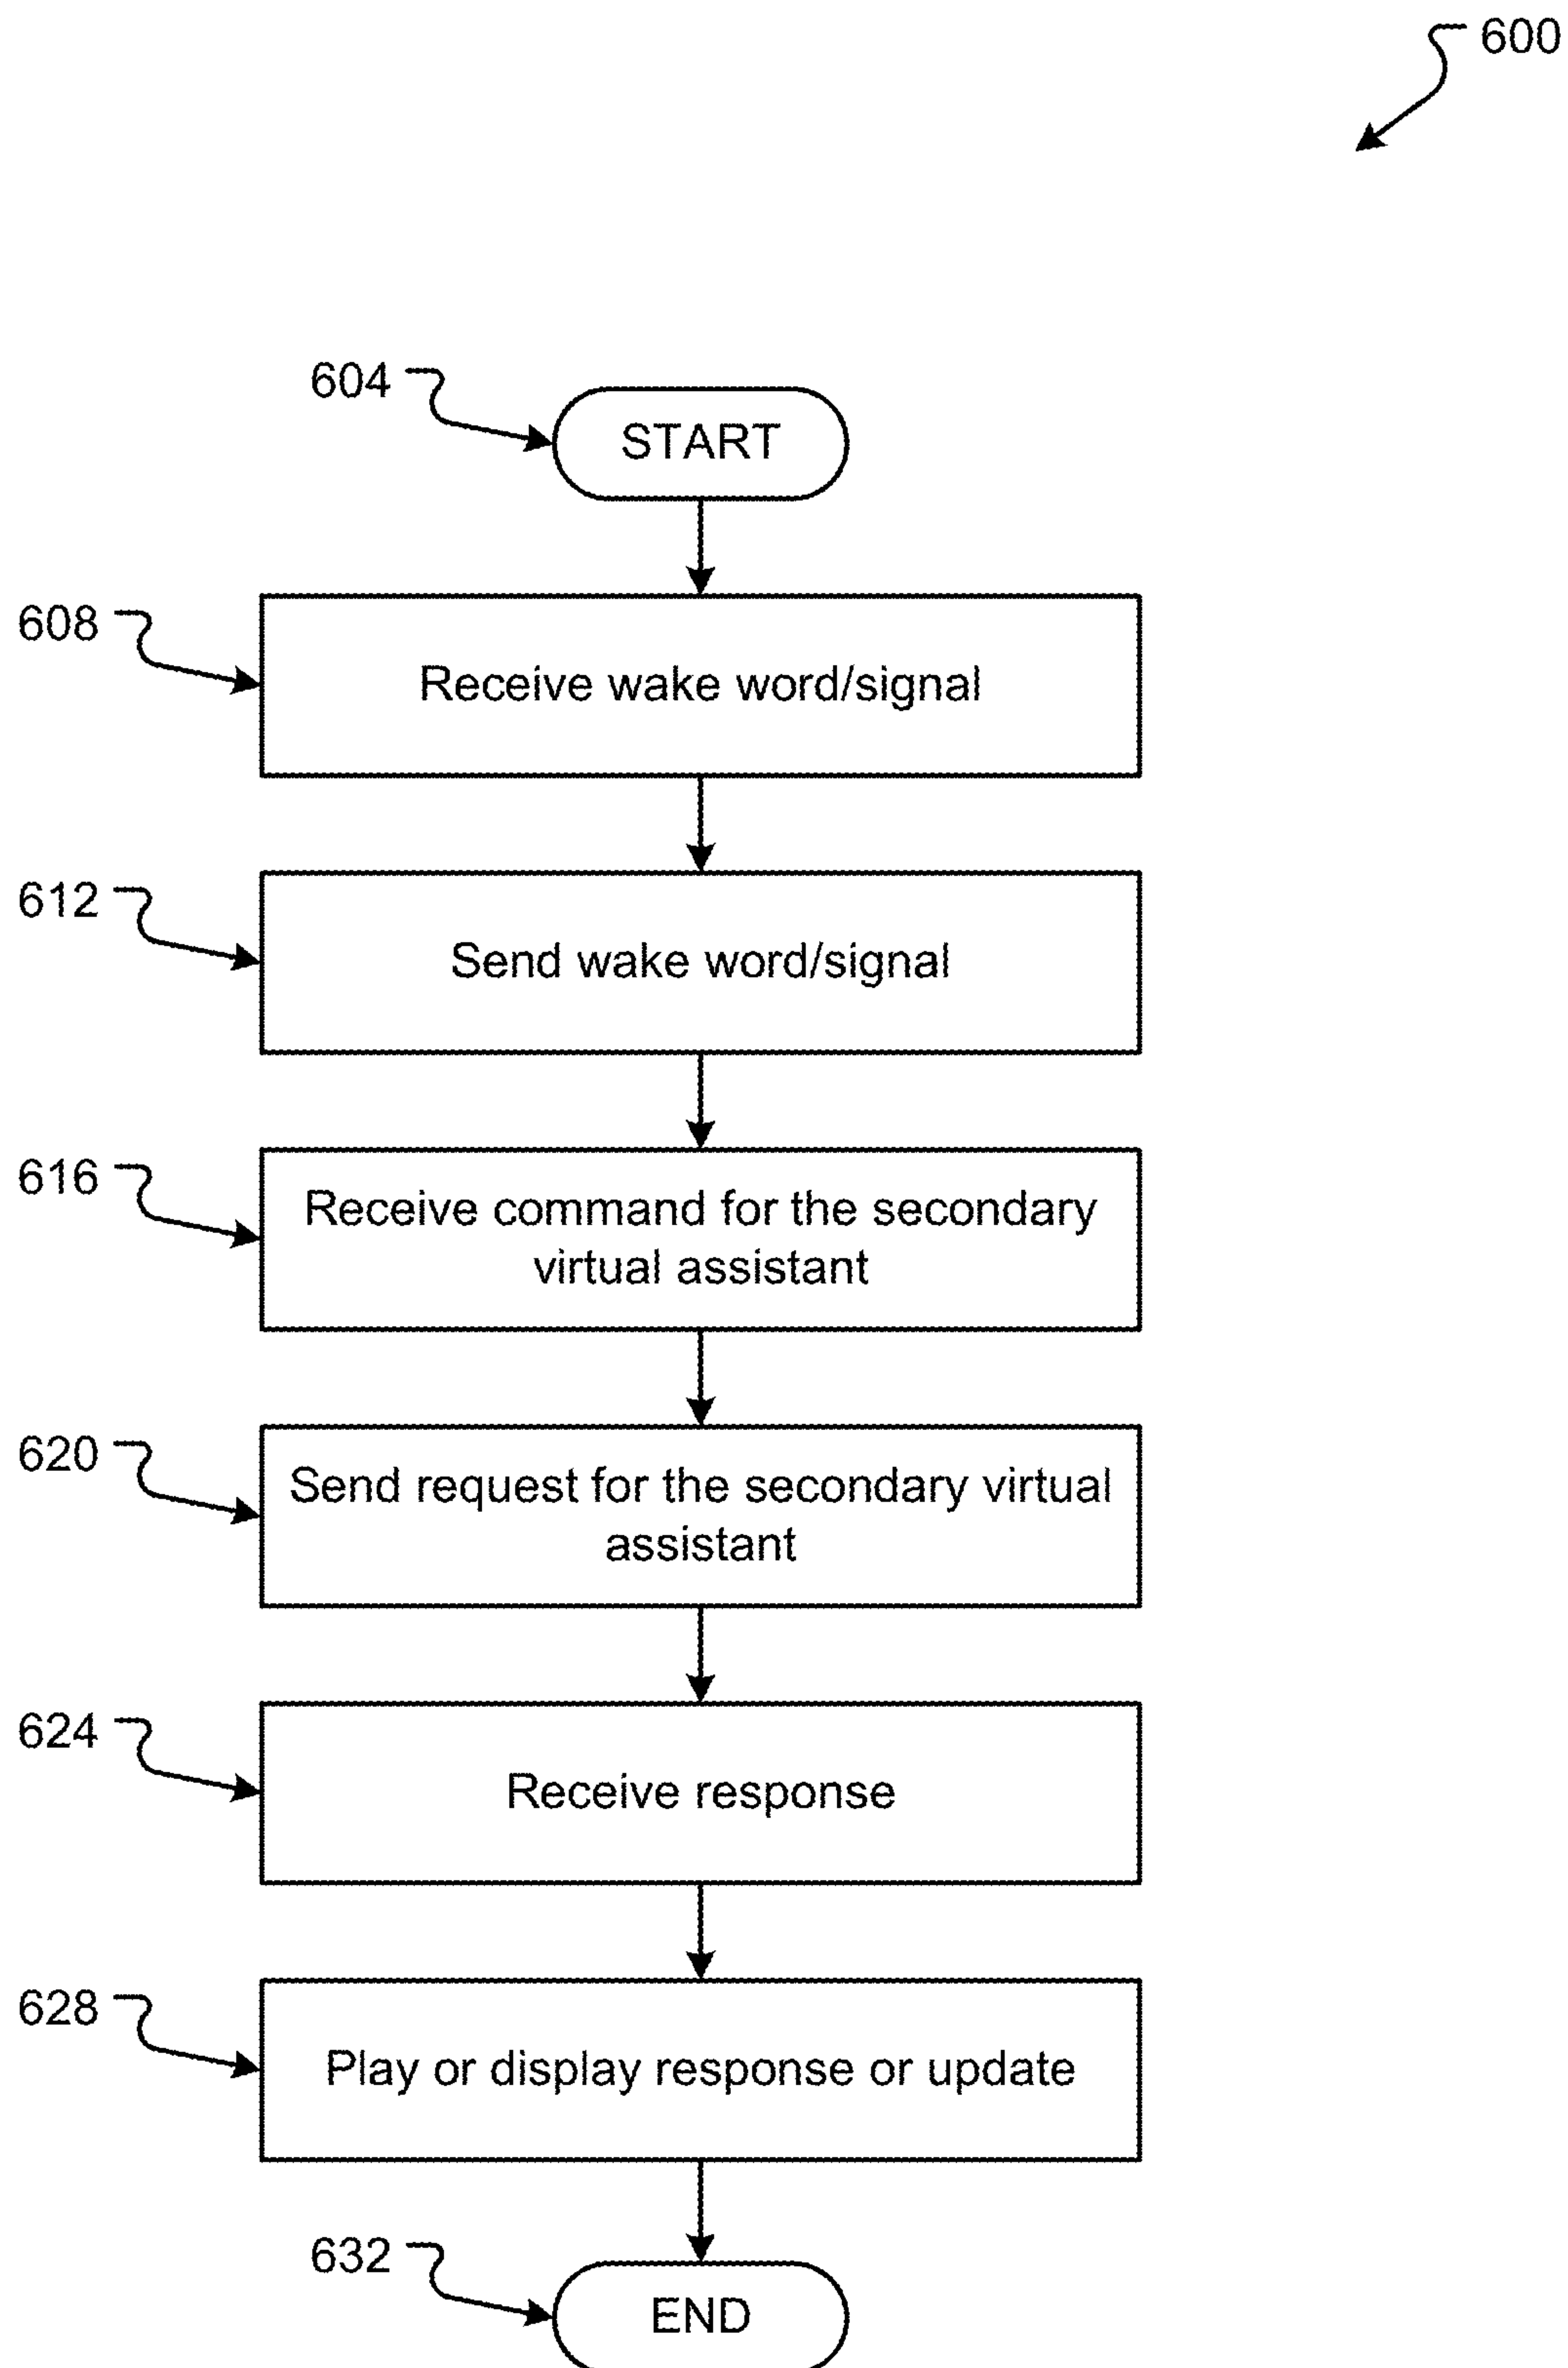 600
604
START
608
Receive wake word/signal
612
Send wake word/signal
616
Receive command for the secondary
virtual assistant
620
Send request for the secondary virtual
assistant
624
Receive response
628
Play or display response or update
632
END